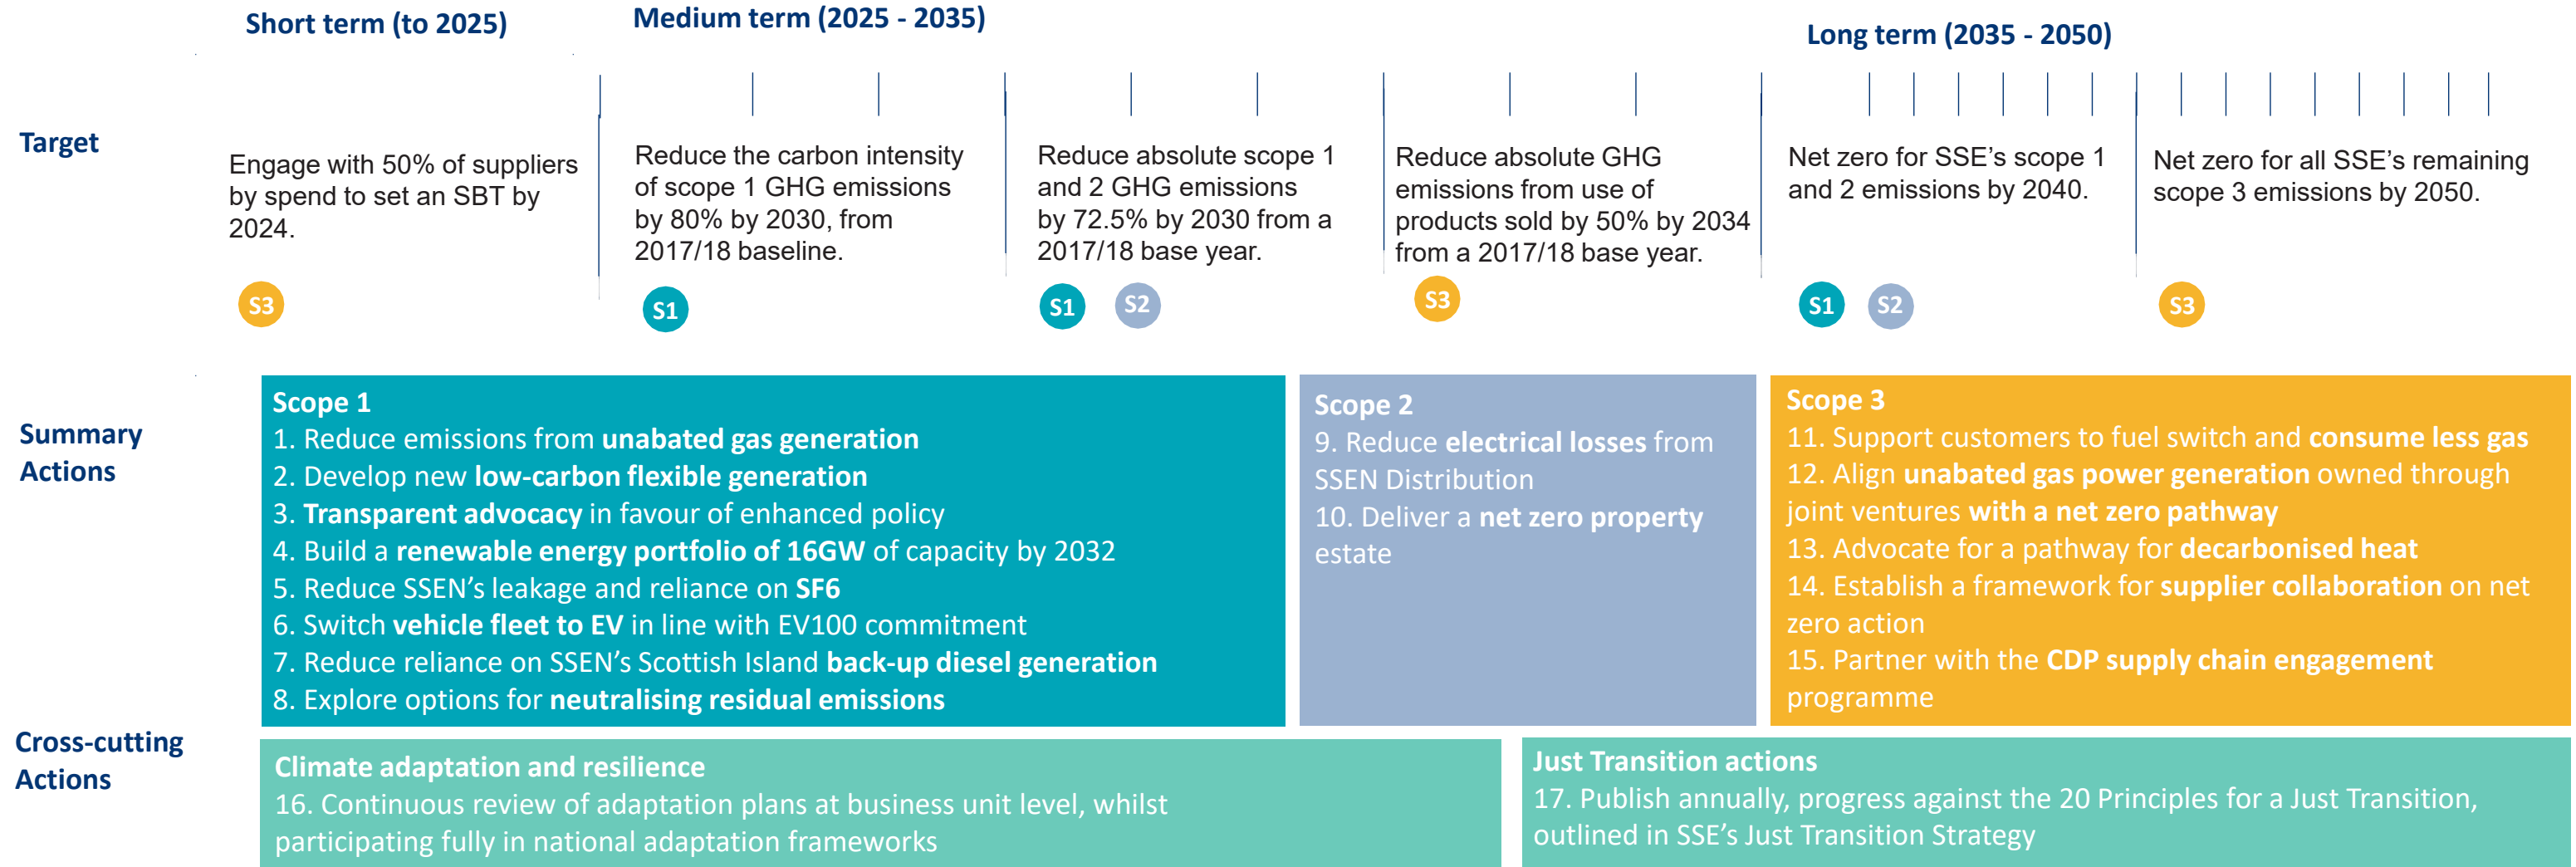 Short term (to 2025)
Medium term (2025 - 2035)
Long term (2035 - 2050)
Target
Engage with 50% of suppliers
by spend to set an SBT by
2024.
S3
Reduce the carbon intensity
of scope 1 GHG emissions
by 80% by 2030, from
2017/18 baseline.
S1
Reduce absolute scope 1
and 2 GHG emissions
by 72.5% by 2030 from a
2017/18 base year.
S1
S2
Reduce absolute GHG
emissions from use of
products sold by 50% by 2034
from a 2017/18 base year.
S3
Net zero for SSE's scope 1
and 2 emissions by 2040.
S1
S2
Net zero for all SSE's remaining
scope 3 emissions by 2050.
S3
Summary
Actions
Scope 1
1. Reduce emissions from unabated gas generation
2. Develop new low-carbon flexible generation
3. Transparent advocacy in favour of enhanced policy
4. Build a renewable energy portfolio of 16GW of capacity by 2032
5. Reduce SSEN's leakage and reliance on SF6
6. Switch vehicle fleet to EV in line with EV100 commitment
7. Reduce reliance on SSEN's Scottish Island back-up diesel generation
8. Explore options for neutralising residual emissions
Scope 2
9. Reduce electrical losses from
SSEN Distribution
10. Deliver a net zero property
estate
Scope 3
11. Support customers to fuel switch and consume less gas
12. Align unabated gas power generation owned through
joint ventures with a net zero pathway
13. Advocate for a pathway for decarbonised heat
14. Establish a framework for supplier collaboration on net
zero action
15. Partner with the CDP supply chain engagement
programme
Cross-cutting
Actions
Climate adaptation and resilience
16. Continuous review of adaptation plans at business unit level, whilst
participating fully in national adaptation frameworks
Just Transition actions
17. Publish annually, progress against the 20 Principles for a Just Transition,
outlined in SSE's Just Transition Strategy